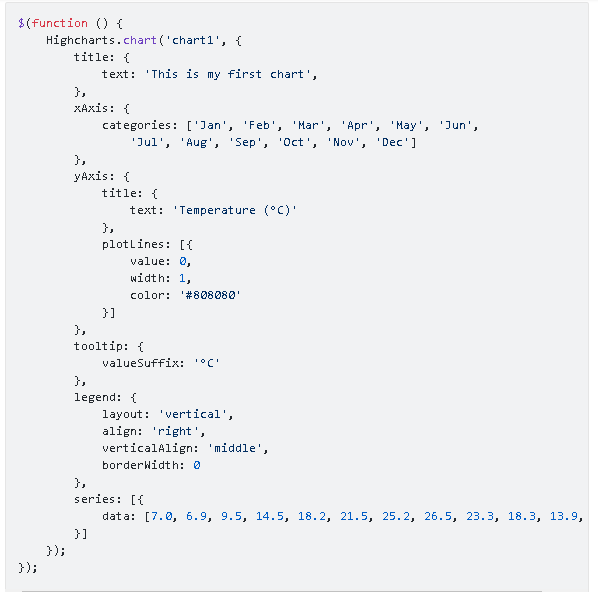 $(function () {
    Highcharts.chart('chart1', {
        title: {
            text: 'This is my first chart',
        },
        xAxis: {
            categories: ['Jan', 'Feb', 'Mar', 'Apr', 'May', 'Jun',
                'Jul', 'Aug', 'Sep', 'Oct', 'Nov', 'Dec']
        },
        yAxis: {
            title: {
                text: 'Temperature (°C)'
            },
            plotLines: [{
                value: 0,
                width: 1,
                color: '#808080'
            }]
        },
        tooltip: {
            valueSuffix: '°C'
        },
        legend: {
            layout: 'vertical',
            align: 'right',
            verticalAlign: 'middle',
            borderWidth: 0
        },
        series: [{
            data: [7.0, 6.9, 9.5, 14.5, 18.2, 21.5, 25.2, 26.5, 23.3, 18.3, 13.9,
        }]
    });
});